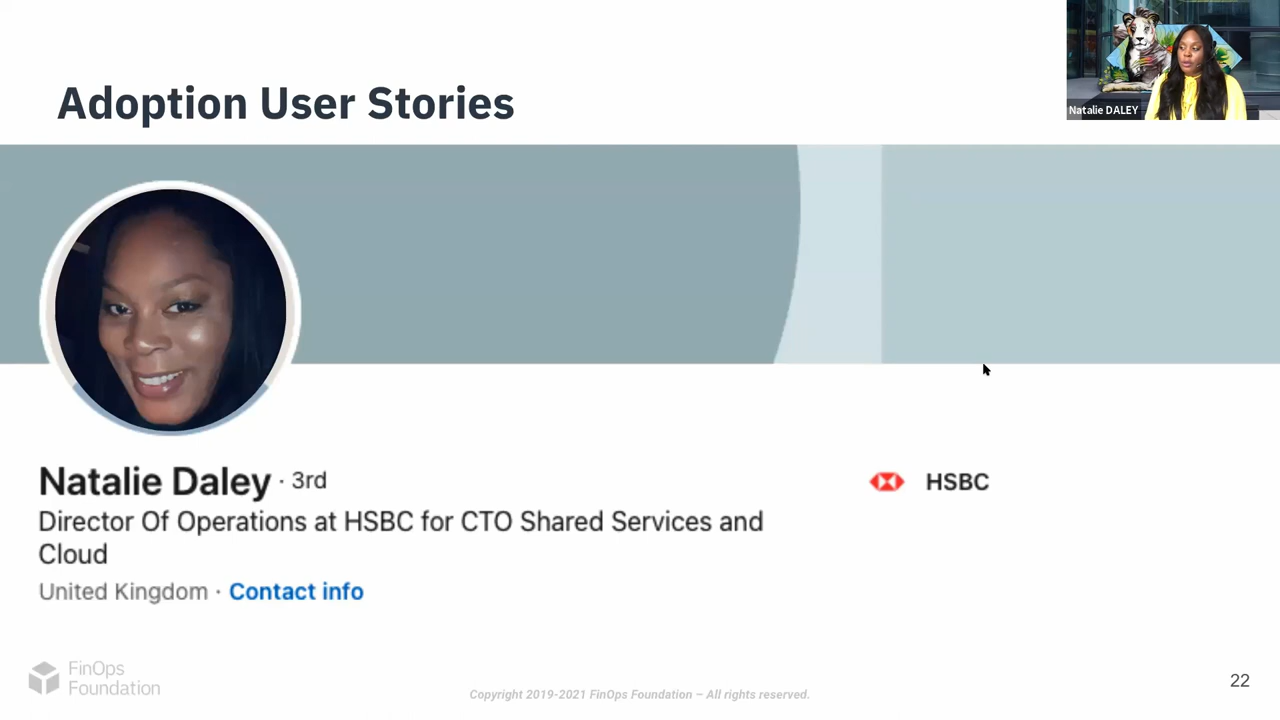 Adoption User Stories
Natalie DALEY
Natalie Daley · 3rd
HSBC
Director Of Operations at HSBC for CTO Shared Services and
Cloud
United Kingdom · Contact info
FinOps
Foundation
Copyright 2019-2021 FinOps Foundation – All rights reserved.
22